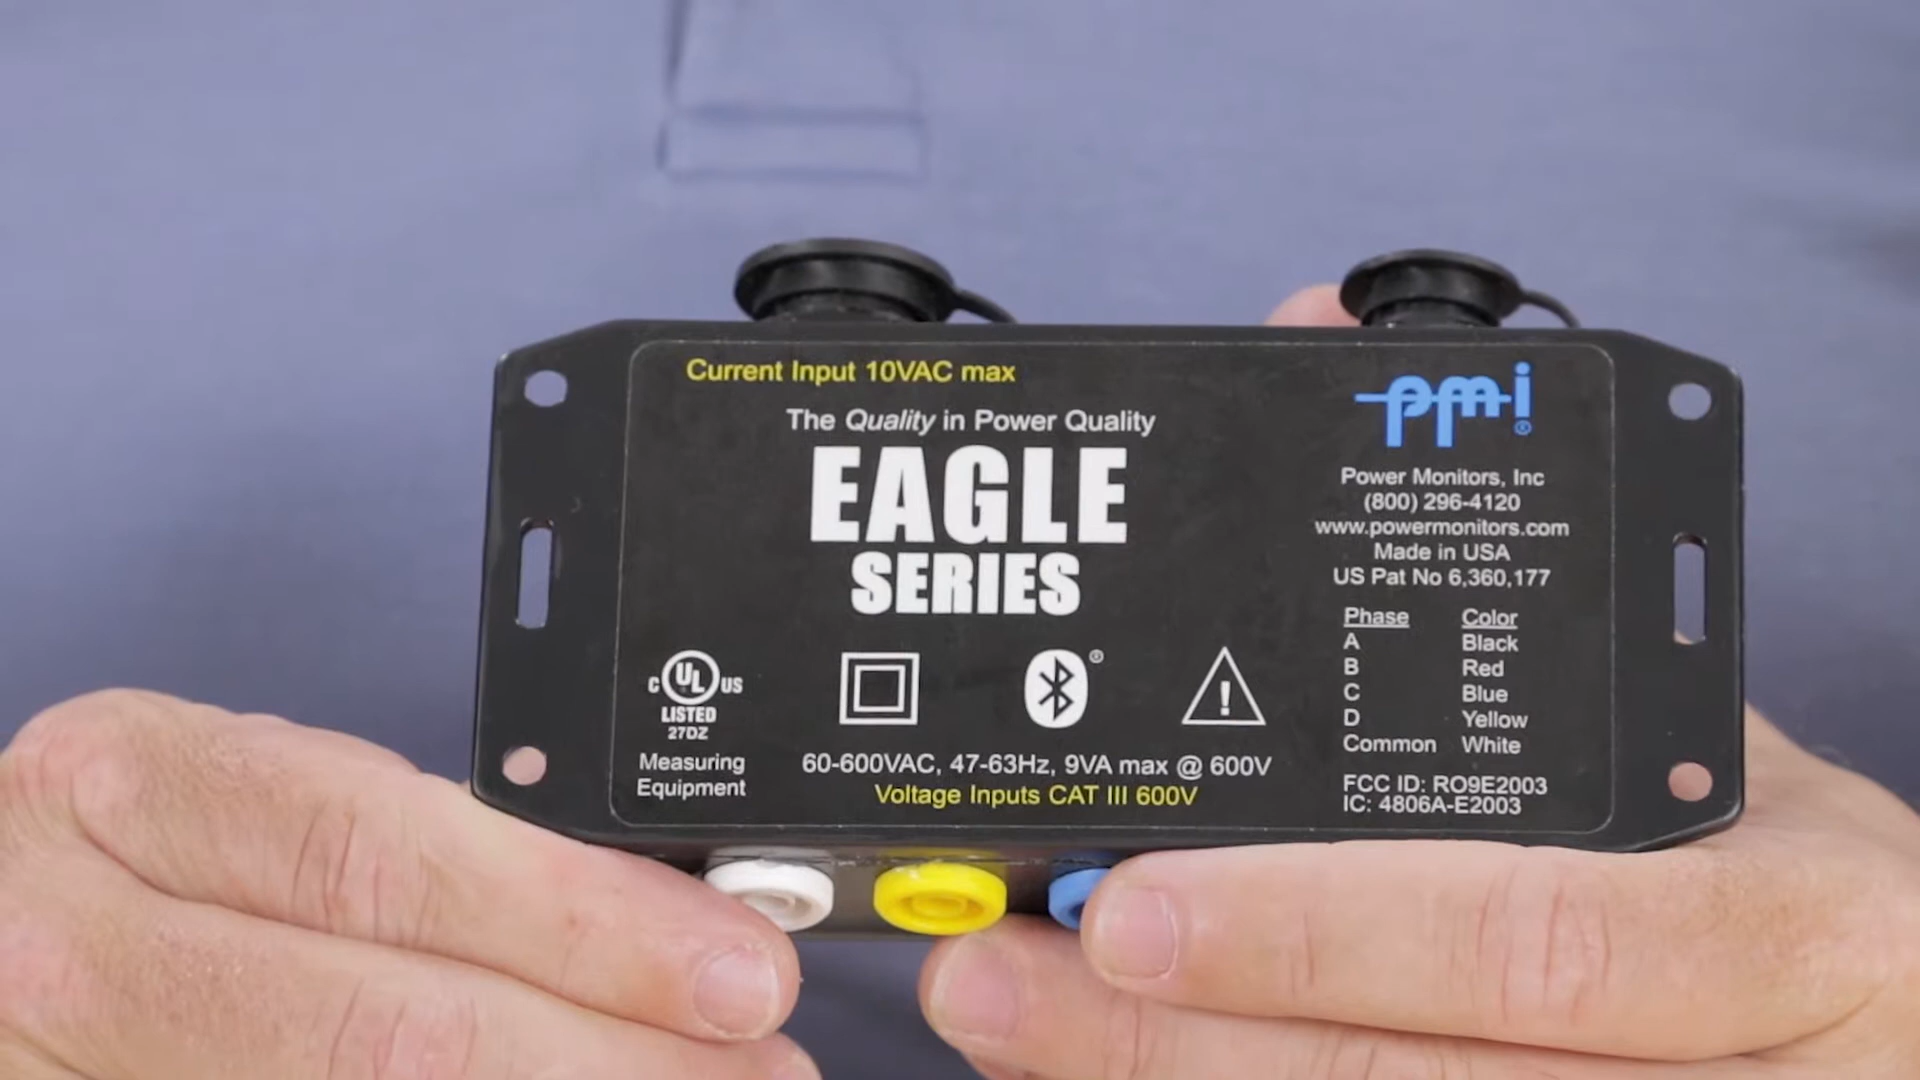 Current Input 10VAC max
The Quality in Power Quality
EAGLE
SERIES
pmi®
Power Monitors, Inc
(800) 296-4120
www.powermonitors.com
Made in USA
US Pat No 6,360,177
Phase Color
A Black
B Red
C Blue
D Yellow
Common White
FCC ID: RO9E2003
IC: 4806A-E2003
C UL US
LISTED
27DZ
Measuring
Equipment
®
!
60-600VAC, 47-63Hz, 9VA max @ 600V
Voltage Inputs CAT III 600V